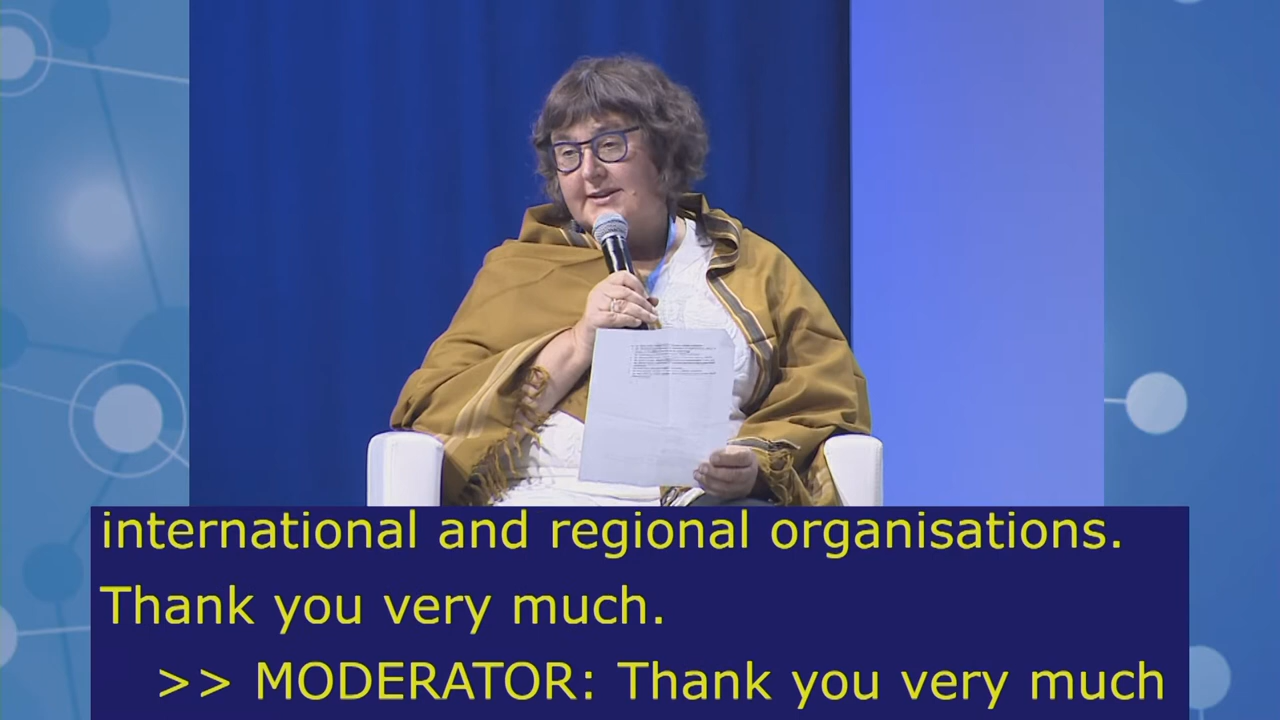 international and regional organisations.
Thank you very much.
>> MODERATOR: Thank you very much